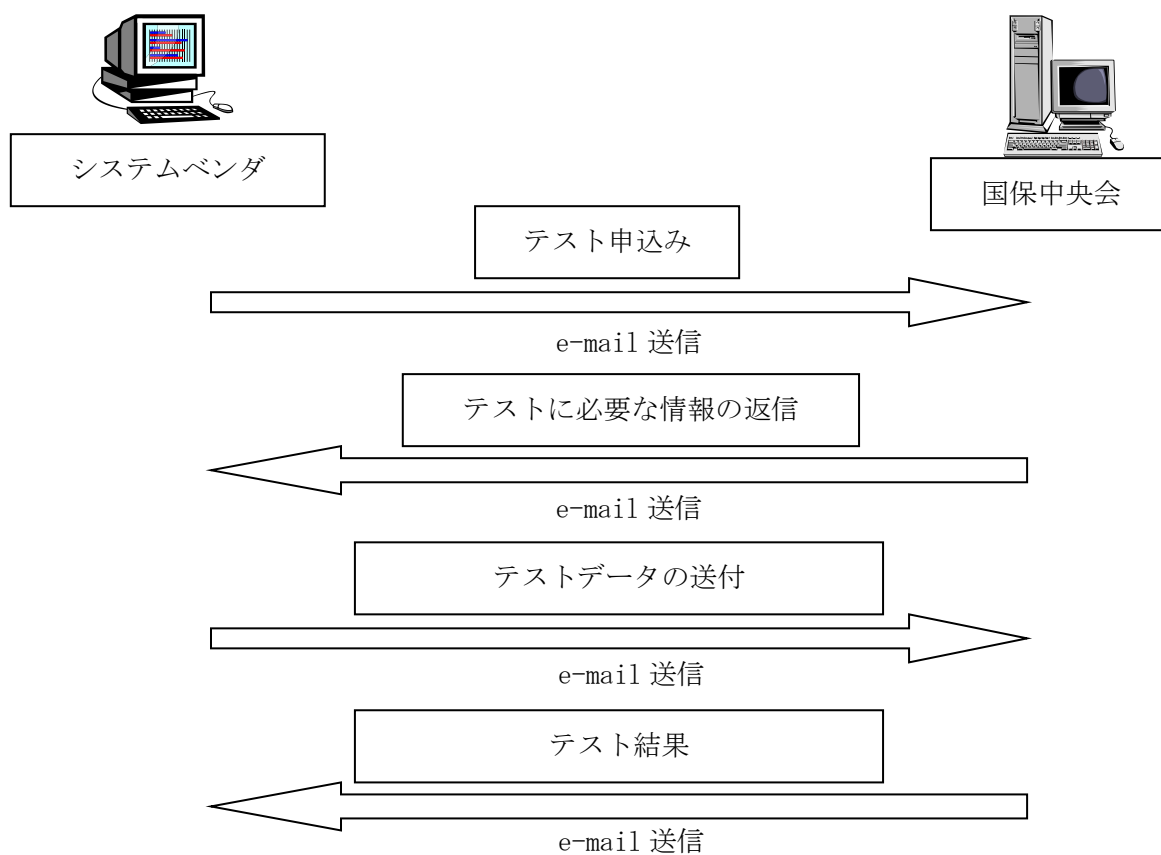 システムベンダ
国保中央会
テスト申込み
e-mail 送信
テストに必要な情報の返信
e-mail 送信
テストデータの送付
e-mail 送信
テスト結果
e-mail 送信